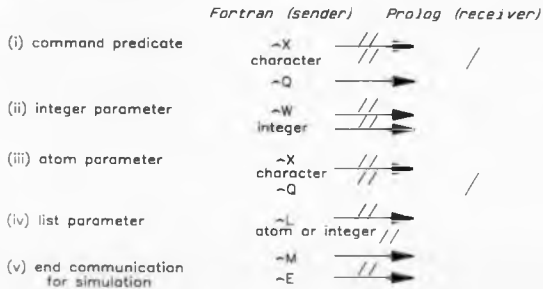 Fortran (sender) Prolog (receiver)
(i) command predicate ~X
character
~Q
(ii) integer parameter ~W
integer
(iii) atom parameter ~X
character
~Q
(iv) list parameter ~L
atom or integer
(v) end communication ~M
for simulation ~E